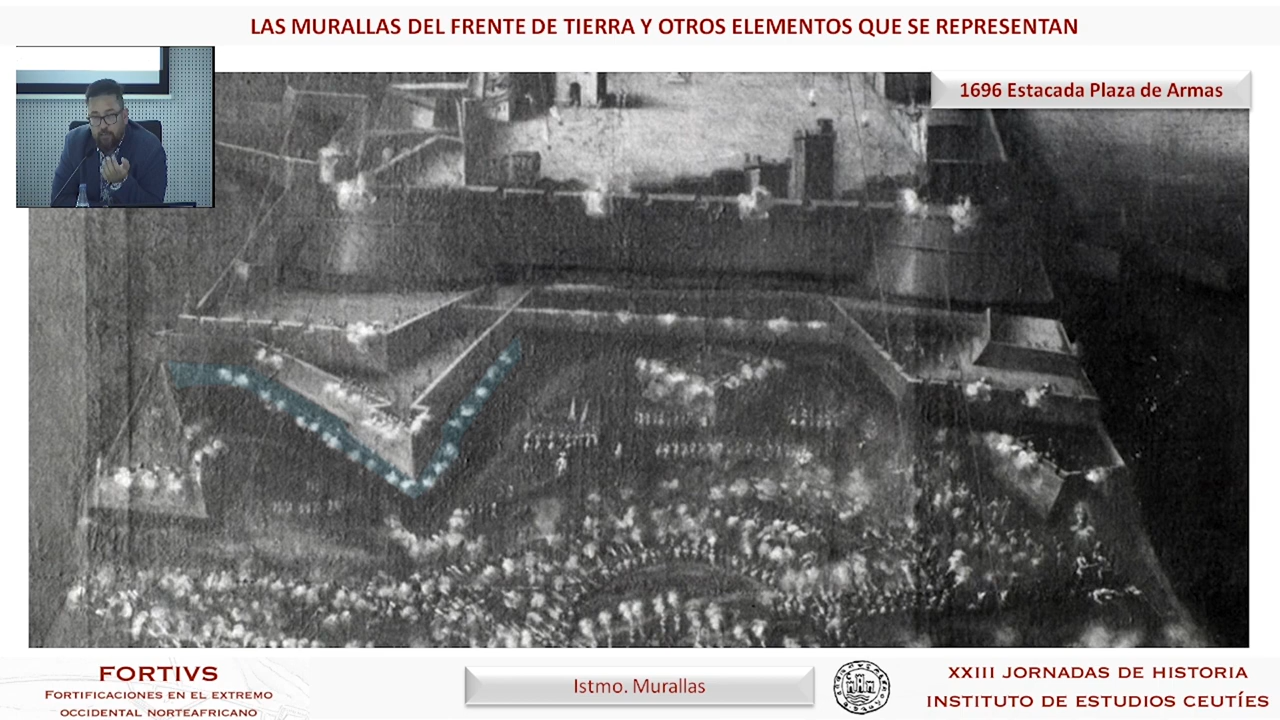 LAS MURALLAS DEL FRENTE DE TIERRA Y OTROS ELEMENTOS QUE SE REPRESENTAN
1696 Estacada Plaza de Armas
FORTIVS
FORTIFICACIONES EN EL EXTREMO
OCCIDENTAL NORTEAFRICANO
Istmo. Murallas
XXIII JORNADAS DE HISTORIA
INSTITUTO DE ESTUDIOS CEUTÍES